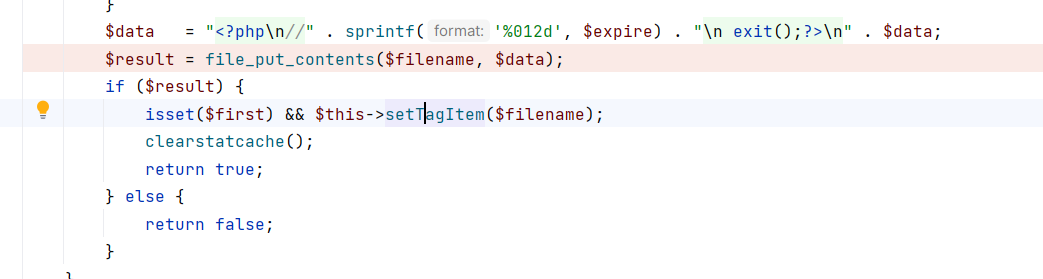 }
$data   = "<?php\n//" . sprintf( format: '%012d', $expire) . "\n exit();?>\n" . $data;
$result = file_put_contents($filename, $data);
if ($result) {
    isset($first) && $this->setTagItem($filename);
    clearstatcache();
    return true;
} else {
    return false;
}
}